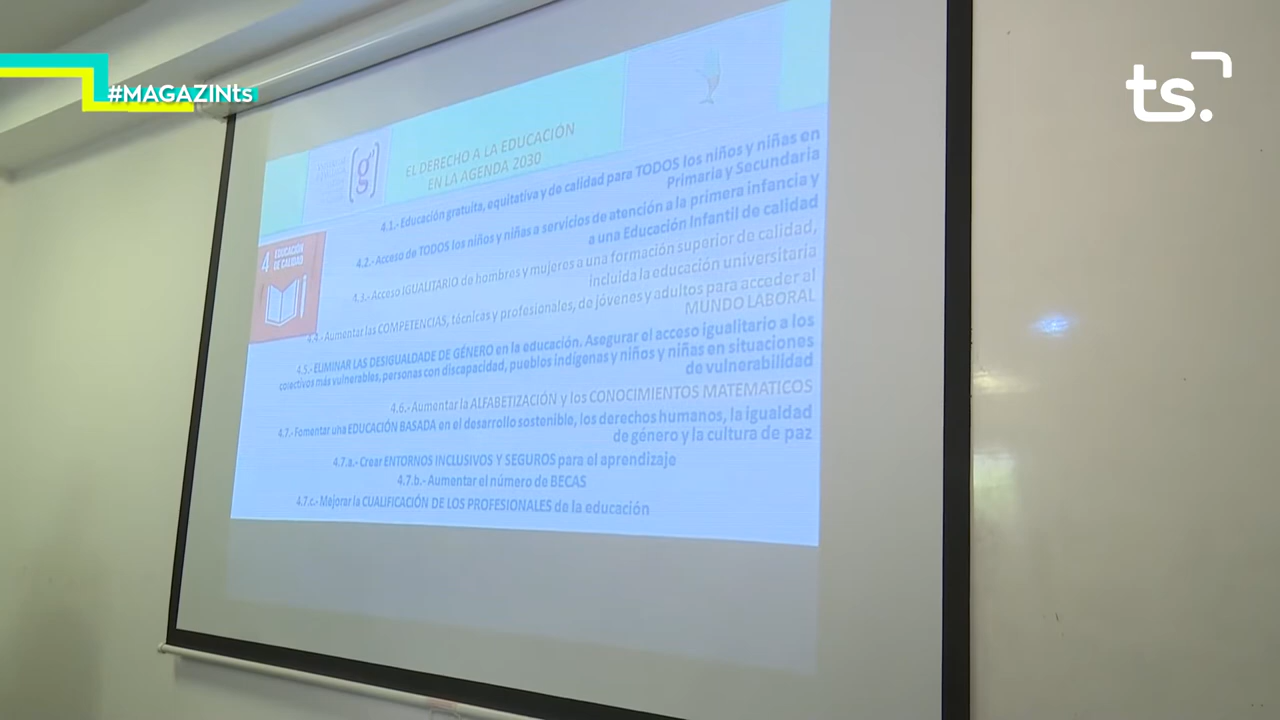 #MAGAZINts
ts.
[g']
EL DERECHO A LA EDUCACIÓN
EN LA AGENDA 2030
4 EDUCACIÓN
DE CALIDAD
4.1.- Educación gratuita, equitativa y de calidad para TODOS los niños y niñas en
Primaria y Secundaria
4.2.- Acceso de TODOS los niños y niñas a servicios de atención a la primera infancia y
a una Educación Infantil de calidad
4.3.- Acceso IGUALITARIO de hombres y mujeres a una formación superior de calidad,
incluida la educación universitaria
4.4.- Aumentar las COMPETENCIAS, técnicas y profesionales, de jóvenes y adultos para acceder al
MUNDO LABORAL
4.5.- ELIMINAR LAS DESIGUALDADE DE GÉNERO en la educación. Asegurar el acceso igualitario a los
colectivos más vulnerables, personas con discapacidad, pueblos indígenas y niños y niñas en situaciones
de vulnerabilidad
4.6.- Aumentar la ALFABETIZACIÓN y los CONOCIMIENTOS MATEMATICOS
4.7.- Fomentar una EDUCACIÓN BASADA en el desarrollo sostenible, los derechos humanos, la igualdad
de género y la cultura de paz
4.7.a.- Crear ENTORNOS INCLUSIVOS Y SEGUROS para el aprendizaje
4.7.b.- Aumentar el número de BECAS
4.7.c.- Mejorar la CUALIFICACIÓN DE LOS PROFESIONALES de la educación